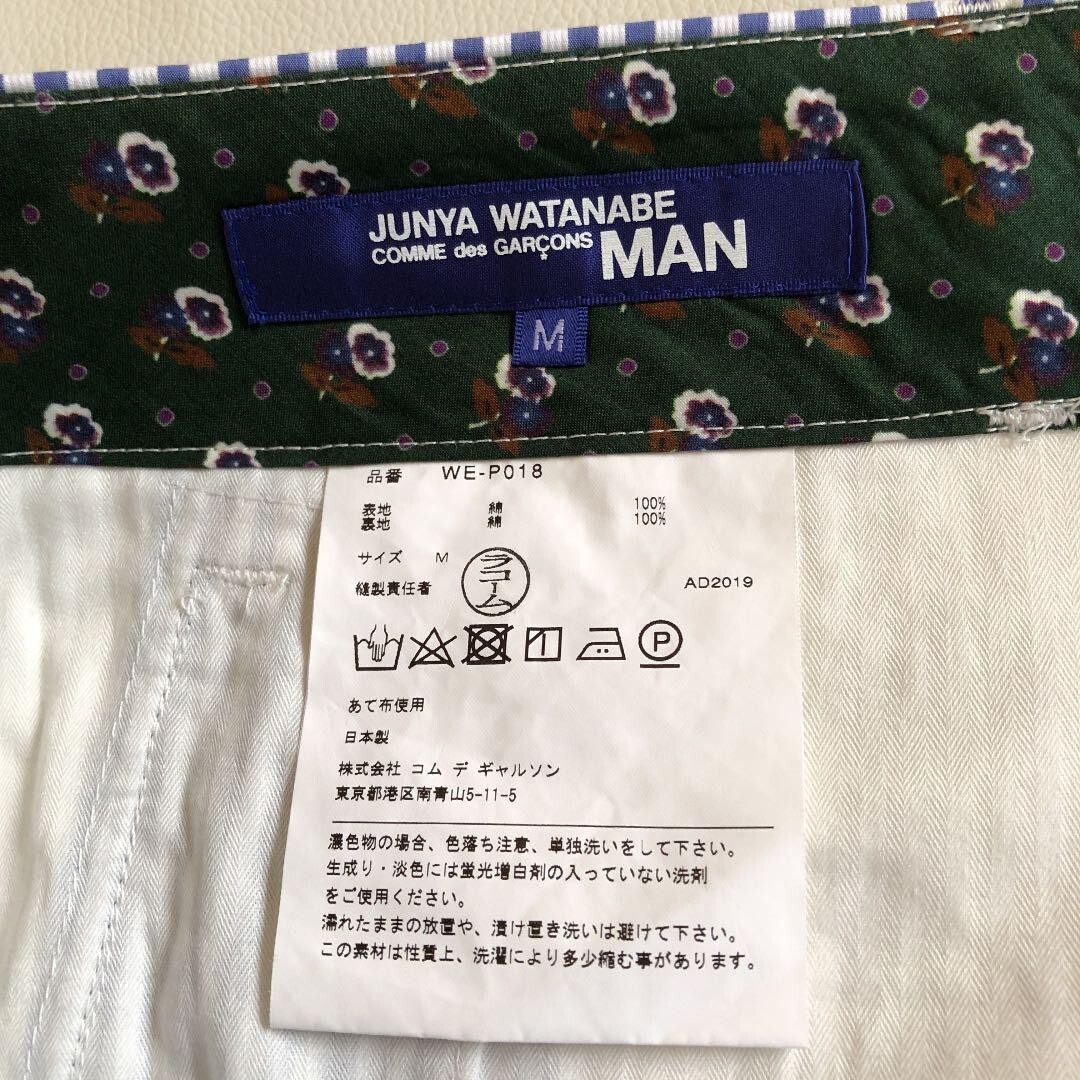 JUNYA WATANABE
COMME des GARÇONS MAN
M
品番 WE-P018
表地 綿 100%
裏地 綿 100%
サイズ M
縫製責任者 ラコーム AD2019
1 P
あて布使用
日本製
株式会社 コム デ ギャルソン
東京都港区南青山5-11-5
濃色物の場合、色落ち注意、単独洗いをして下さい。
生成り・淡色には蛍光増白剤の入っていない洗剤
をご使用ください。
濡れたままの放置や、漬け置き洗いは避けて下さい。
この素材は性質上、洗濯により多少縮む事があります。